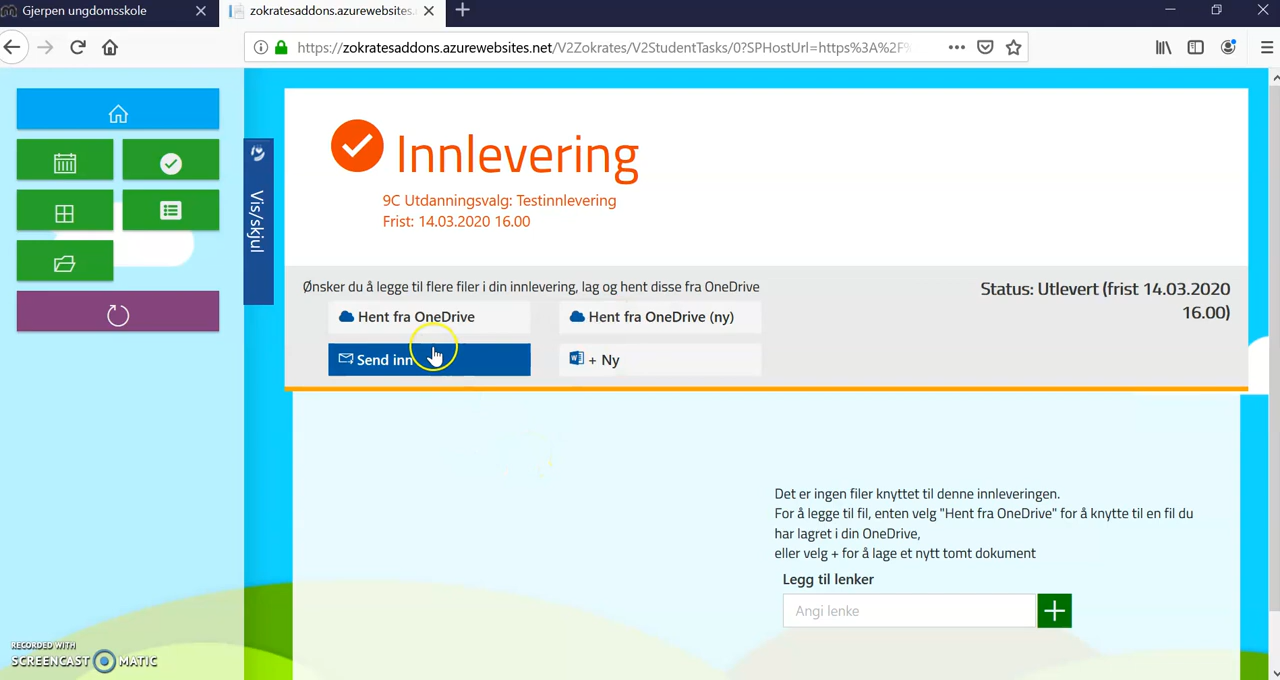 Gjerpen ungdomsskole
zokratesaddons.azurewebsites.
https://zokratesaddons.azurewebsites.net/V2Zokrates/V2StudentTasks/0?SPHostUrl=https%3A%2F%
Vis/skjul
Innlevering
9C Utdanningsvalg: Testinnlevering
Frist: 14.03.2020 16.00
Ønsker du å legge til flere filer i din innlevering, lag og hent disse fra OneDrive
Hent fra OneDrive
Hent fra OneDrive (ny)
Send inn
+ Ny
Status: Utlevert (frist 14.03.2020
16.00)
Det er ingen filer knyttet til denne innleveringen.
For å legge til fil, enten velg "Hent fra OneDrive" for å knytte til en fil du
har lagret i din OneDrive,
eller velg + for å lage et nytt tomt dokument
Legg til lenker
Angi lenke
RECORDED WITH
SCREENCAST MATIC